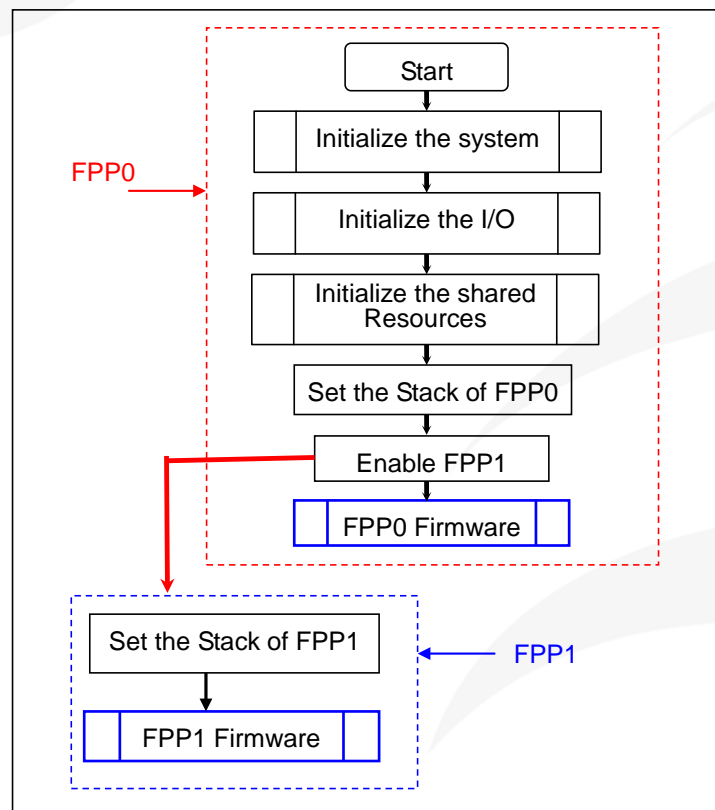 Start
Initialize the system
FPP0
Initialize the I/O
Initialize the shared
Resources
Set the Stack of FPP0
Enable FPP1
FPP0 Firmware
Set the Stack of FPP1
FPP1
FPP1 Firmware